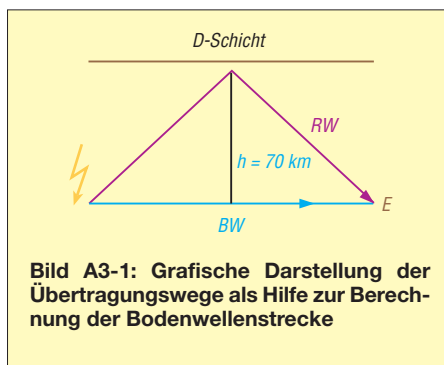 D-Schicht
RW
h = 70 km
E
BW
Bild A3-1: Grafische Darstellung der
Übertragungswege als Hilfe zur Berech-
nung der Bodenwellenstrecke